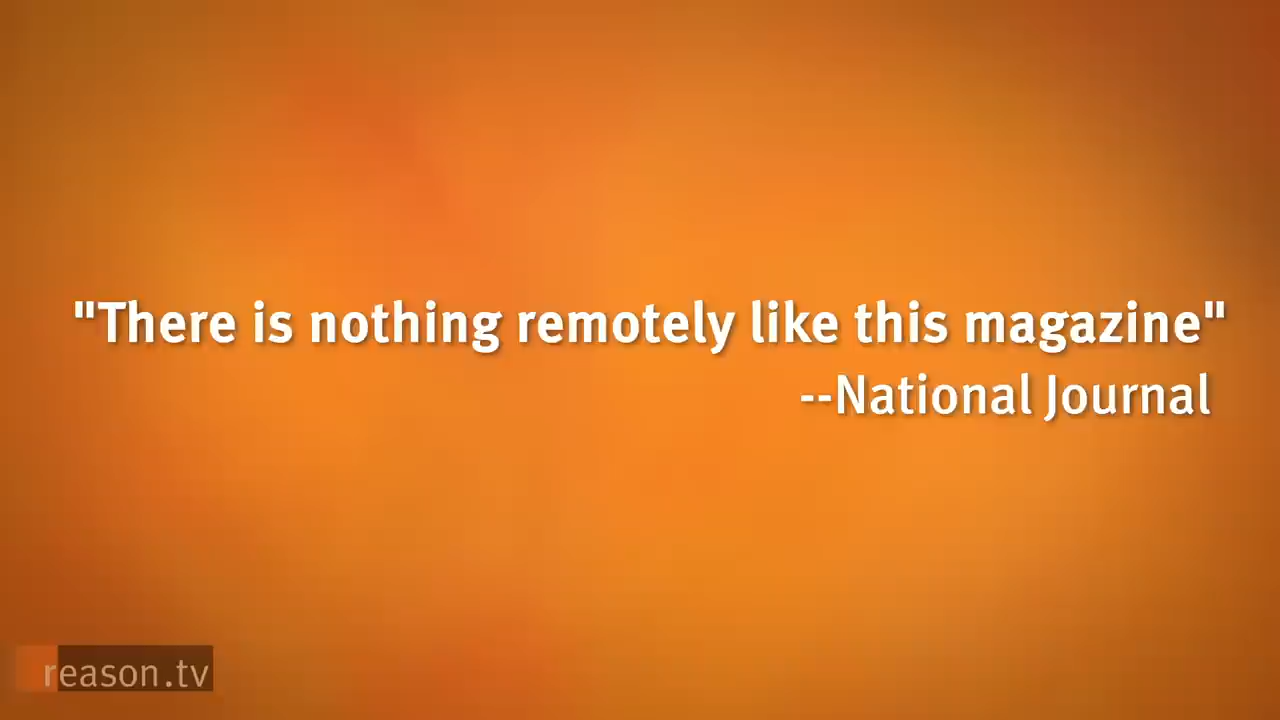 "There is nothing remotely like this magazine"
--National Journal
reason.tv